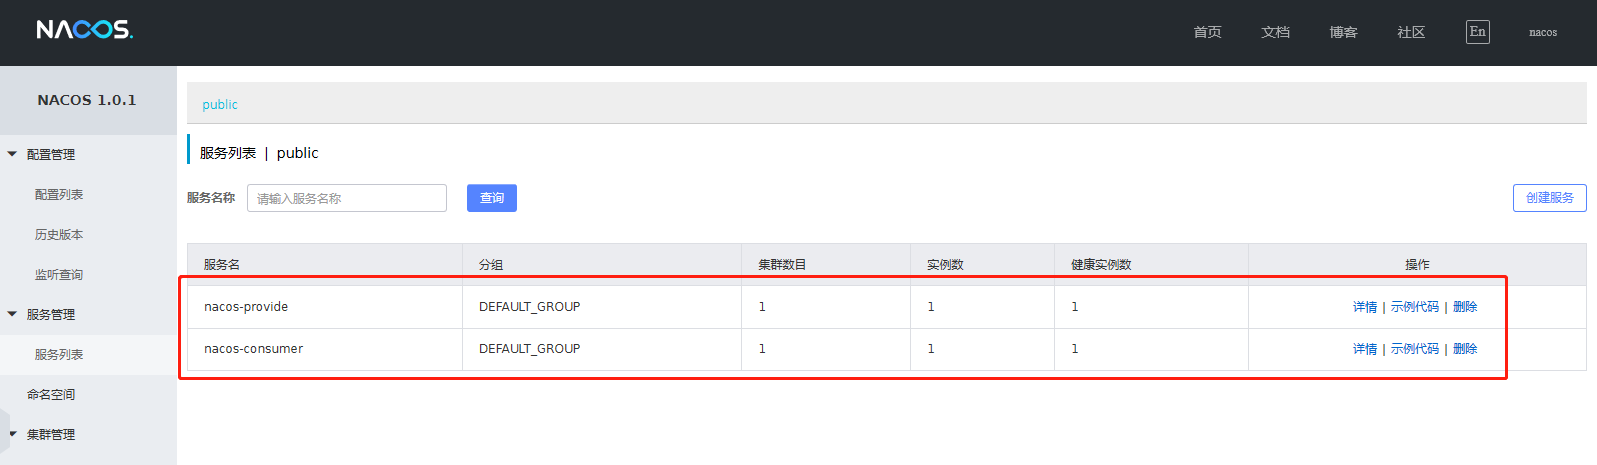 NACOS.
首页 文档 博客 社区 En nacos
NACOS 1.0.1
配置管理
配置列表
历史版本
监听查询
服务管理
服务列表
命名空间
集群管理
public
服务列表 | public
服务名称 请输入服务名称 查询 创建服务
服务名 分组 集群数目 实例数 健康实例数 操作
nacos-provide DEFAULT_GROUP 1 1 1 详情 | 示例代码 | 删除
nacos-consumer DEFAULT_GROUP 1 1 1 详情 | 示例代码 | 删除